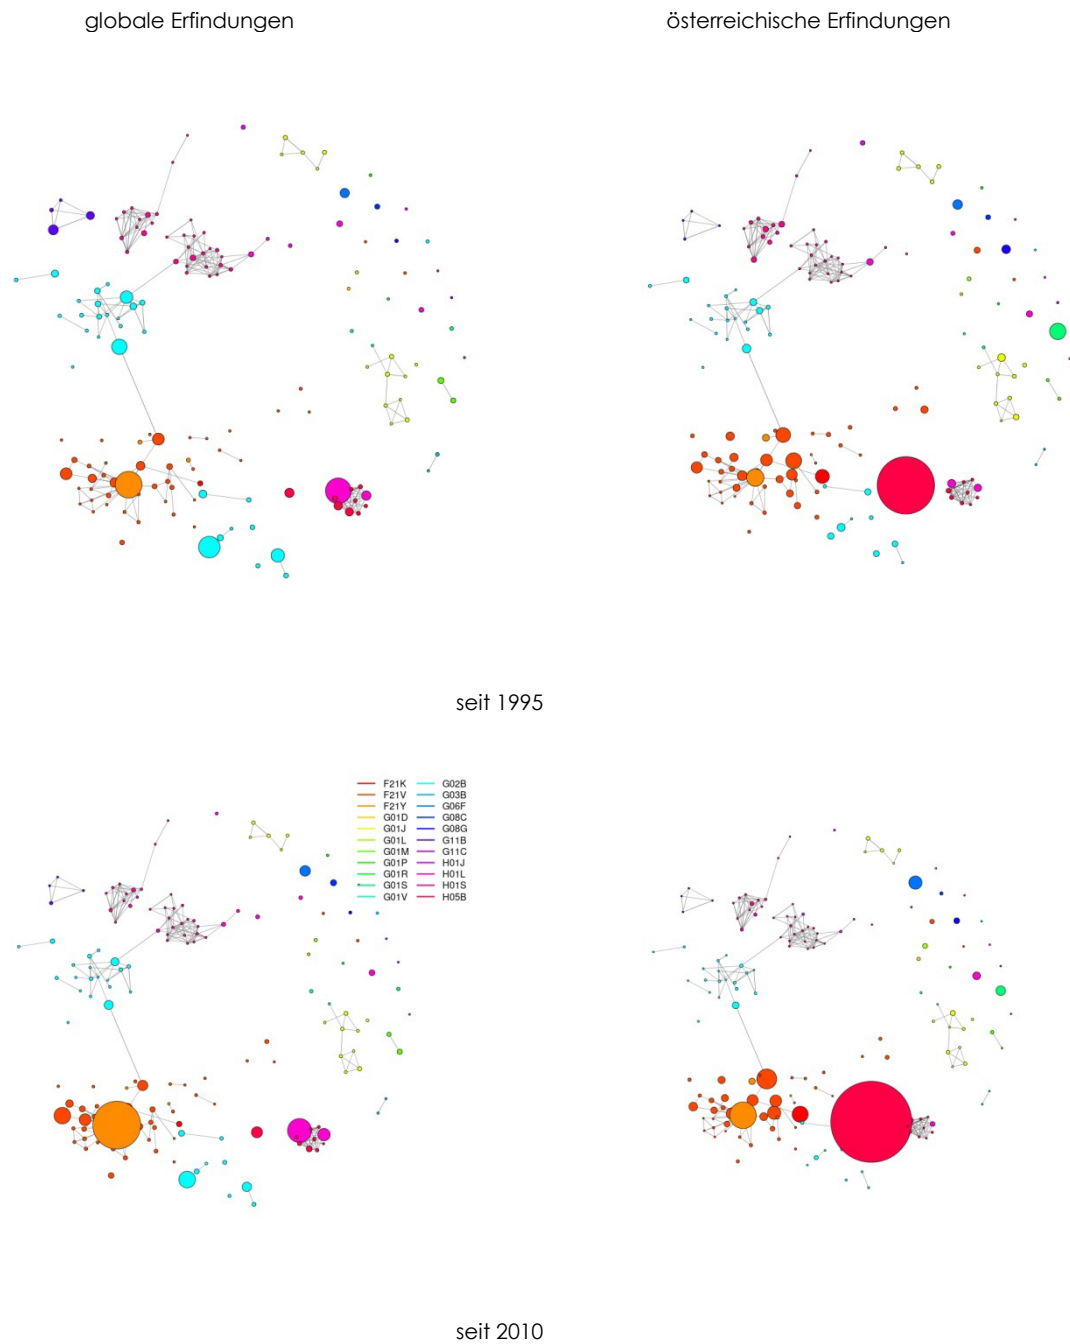 globale Erfindungen
österreichische Erfindungen
seit 1995
F21K G02B
F21V G03B
F21Y G06F
G01D G08C
G01J G08G
G01L G11B
G01M G11C
G01P H01J
G01R H01L
G01S H01S
G01V H05B
seit 2010